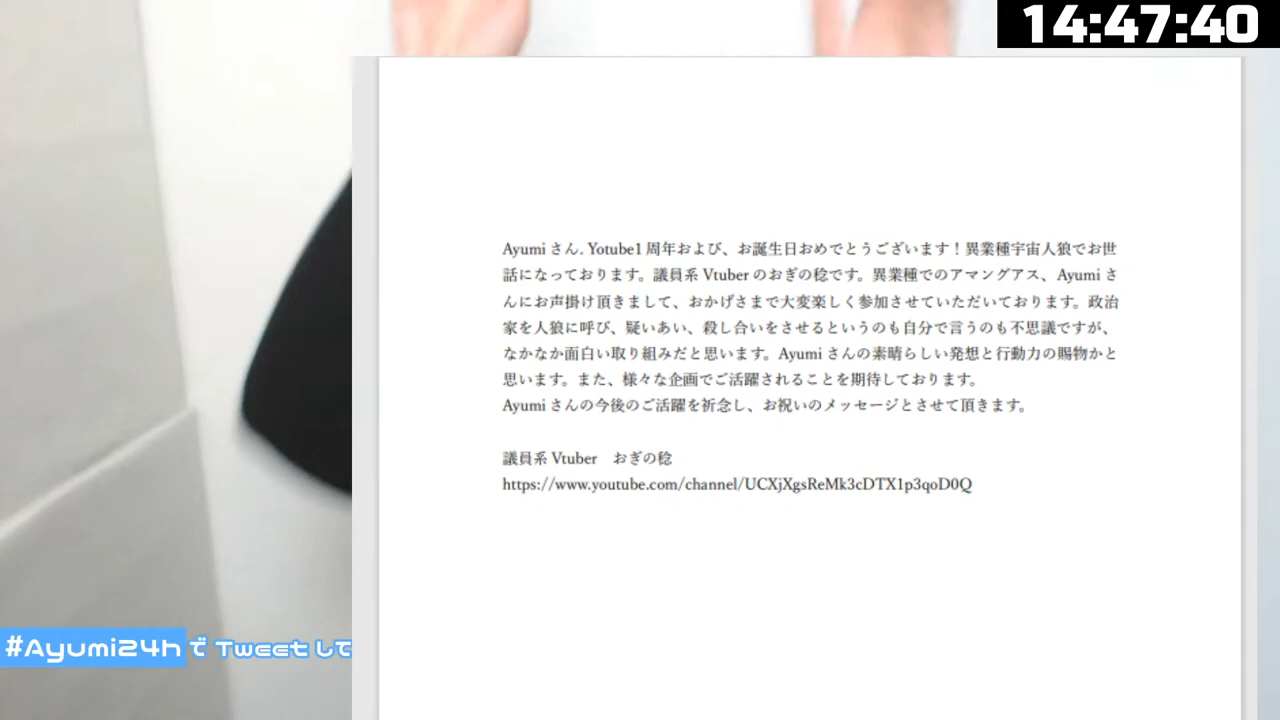 14:47:40
Ayumi さん. Yotube1 周年および、お誕生日おめでとうございます！異業種宇宙人狼でお世
話になっております。議員系 Vtuber のおぎの稔です。異業種でのアマングアス、Ayumi さ
んにお声掛け頂きまして、おかげさまで大変楽しく参加させていただいております。政治
家を人狼に呼び、疑いあい、殺し合いをさせるというのも自分で言うのも不思議ですが、
なかなか面白い取り組みだと思います。Ayumi さんの素晴らしい発想と行動力の賜物かと
思います。また、様々な企画でご活躍されることを期待しております。
Ayumi さんの今後のご活躍を祈念し、お祝いのメッセージとさせて頂きます。
議員系 Vtuber　おぎの稔
https://www.youtube.com/channel/UCXjXgsReMk3cDTX1p3qoD0Q
#Ayumi24h で Tweet して